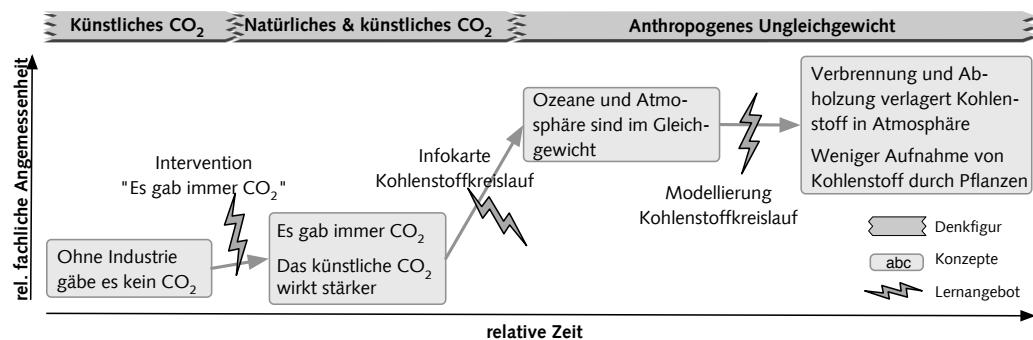 Künstliches CO₂
Natürliches & künstliches CO₂
Anthropogenes Ungleichgewicht
rel. fachliche Angemessenheit
Ohne Industrie
gäbe es kein CO₂
Intervention
"Es gab immer CO₂"
Es gab immer CO₂
Das künstliche CO₂
wirkt stärker
Infokarte
Kohlenstoffkreislauf
Ozeane und Atmo-
sphäre sind im Gleich-
gewicht
Modellierung
Kohlenstoffkreislauf
Verbrennung und Ab-
holzung verlagert Kohlen-
stoff in Atmosphäre
Weniger Aufnahme von
Kohlenstoff durch Pflanzen
Denkfigur
abc
Konzepte
Lernangebot
relative Zeit